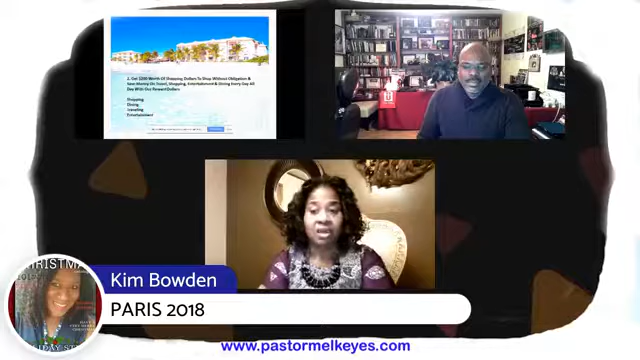 2. Get $200 Worth Of Shopping Dollars To Shop Without Obligation &
Save Money On Travel, Shopping, Entertainment & Dining Every Day All
Day With Our Reward Dollars
Shopping
Dining
Traveling
Entertainment
CHRISTMA
Kim Bowden
PARIS 2018
www.pastormelkeyes.com